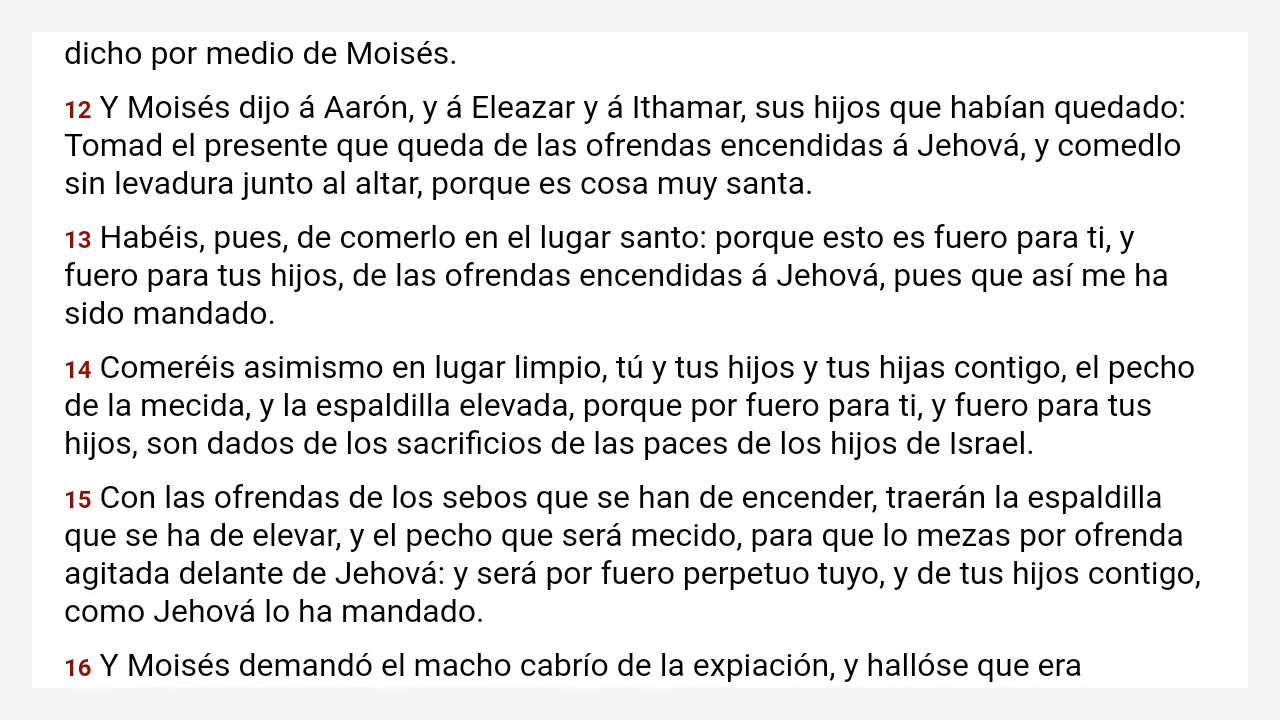 dicho por medio de Moisés.
12 Y Moisés dijo á Aarón, y á Eleazar y á Ithamar, sus hijos que habían quedado:
Tomad el presente que queda de las ofrendas encendidas á Jehová, y comedlo
sin levadura junto al altar, porque es cosa muy santa.
13 Habéis, pues, de comerlo en el lugar santo: porque esto es fuero para ti, y
fuero para tus hijos, de las ofrendas encendidas á Jehová, pues que así me ha
sido mandado.
14 Comeréis asimismo en lugar limpio, tú y tus hijos y tus hijas contigo, el pecho
de la mecida, y la espaldilla elevada, porque por fuero para ti, y fuero para tus
hijos, son dados de los sacrificios de las paces de los hijos de Israel.
15 Con las ofrendas de los sebos que se han de encender, traerán la espaldilla
que se ha de elevar, y el pecho que será mecido, para que lo mezas por ofrenda
agitada delante de Jehová: y será por fuero perpetuo tuyo, y de tus hijos contigo,
como Jehová lo ha mandado.
16 Y Moisés demandó el macho cabrío de la expiación, y hallóse que era